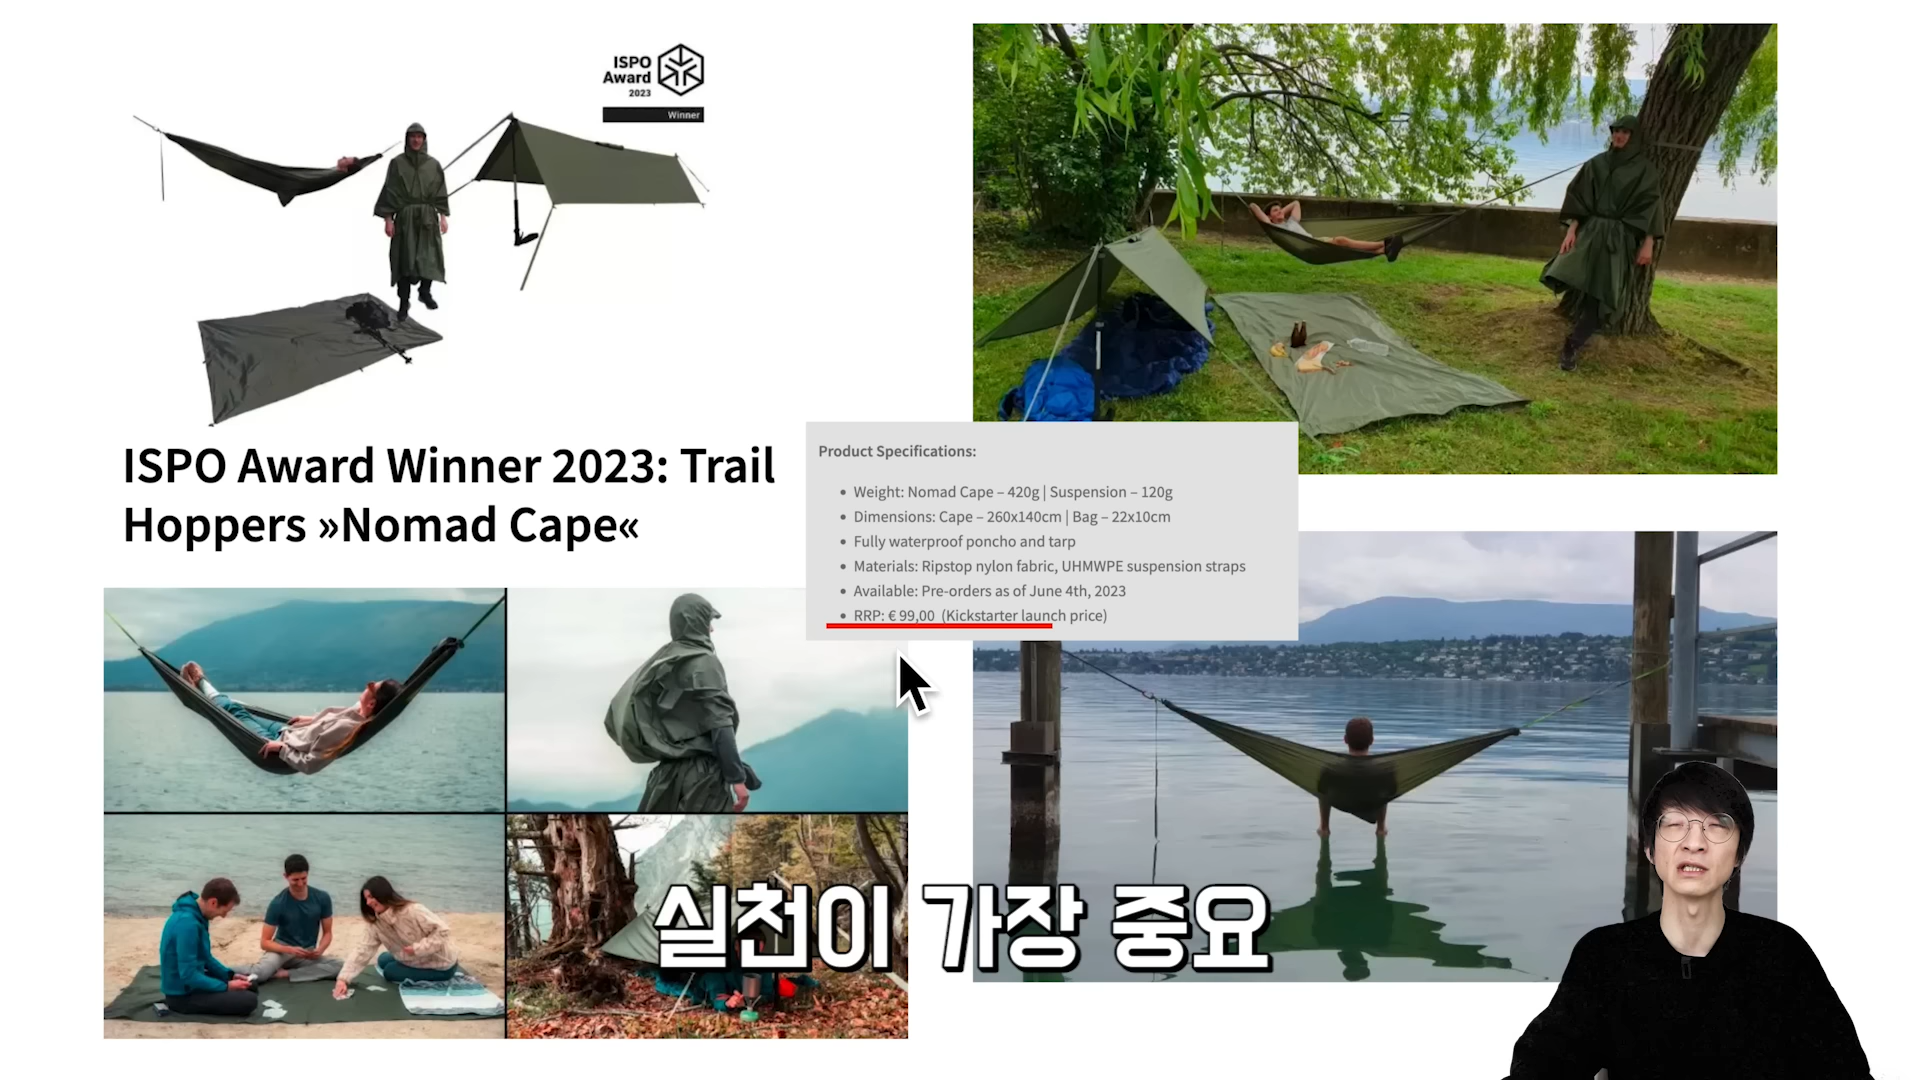 ISPO
Award
2023
Winner
ISPO Award Winner 2023: Trail
Hoppers »Nomad Cape«
Product Specifications:
• Weight: Nomad Cape – 420g | Suspension – 120g
• Dimensions: Cape – 260x140cm | Bag – 22x10cm
• Fully waterproof poncho and tarp
• Materials: Ripstop nylon fabric, UHMWPE suspension straps
• Available: Pre-orders as of June 4th, 2023
• RRP: € 99,00 (Kickstarter launch price)
실천이 가장 중요